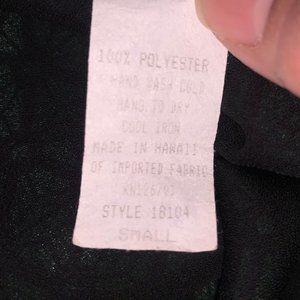 100% POLYESTER
HAND WASH COLD
HANG TO DRY
COOL IRON
MADE IN HAWAII
OF IMPORTED FABRIC
STYLE 18104
SMALL